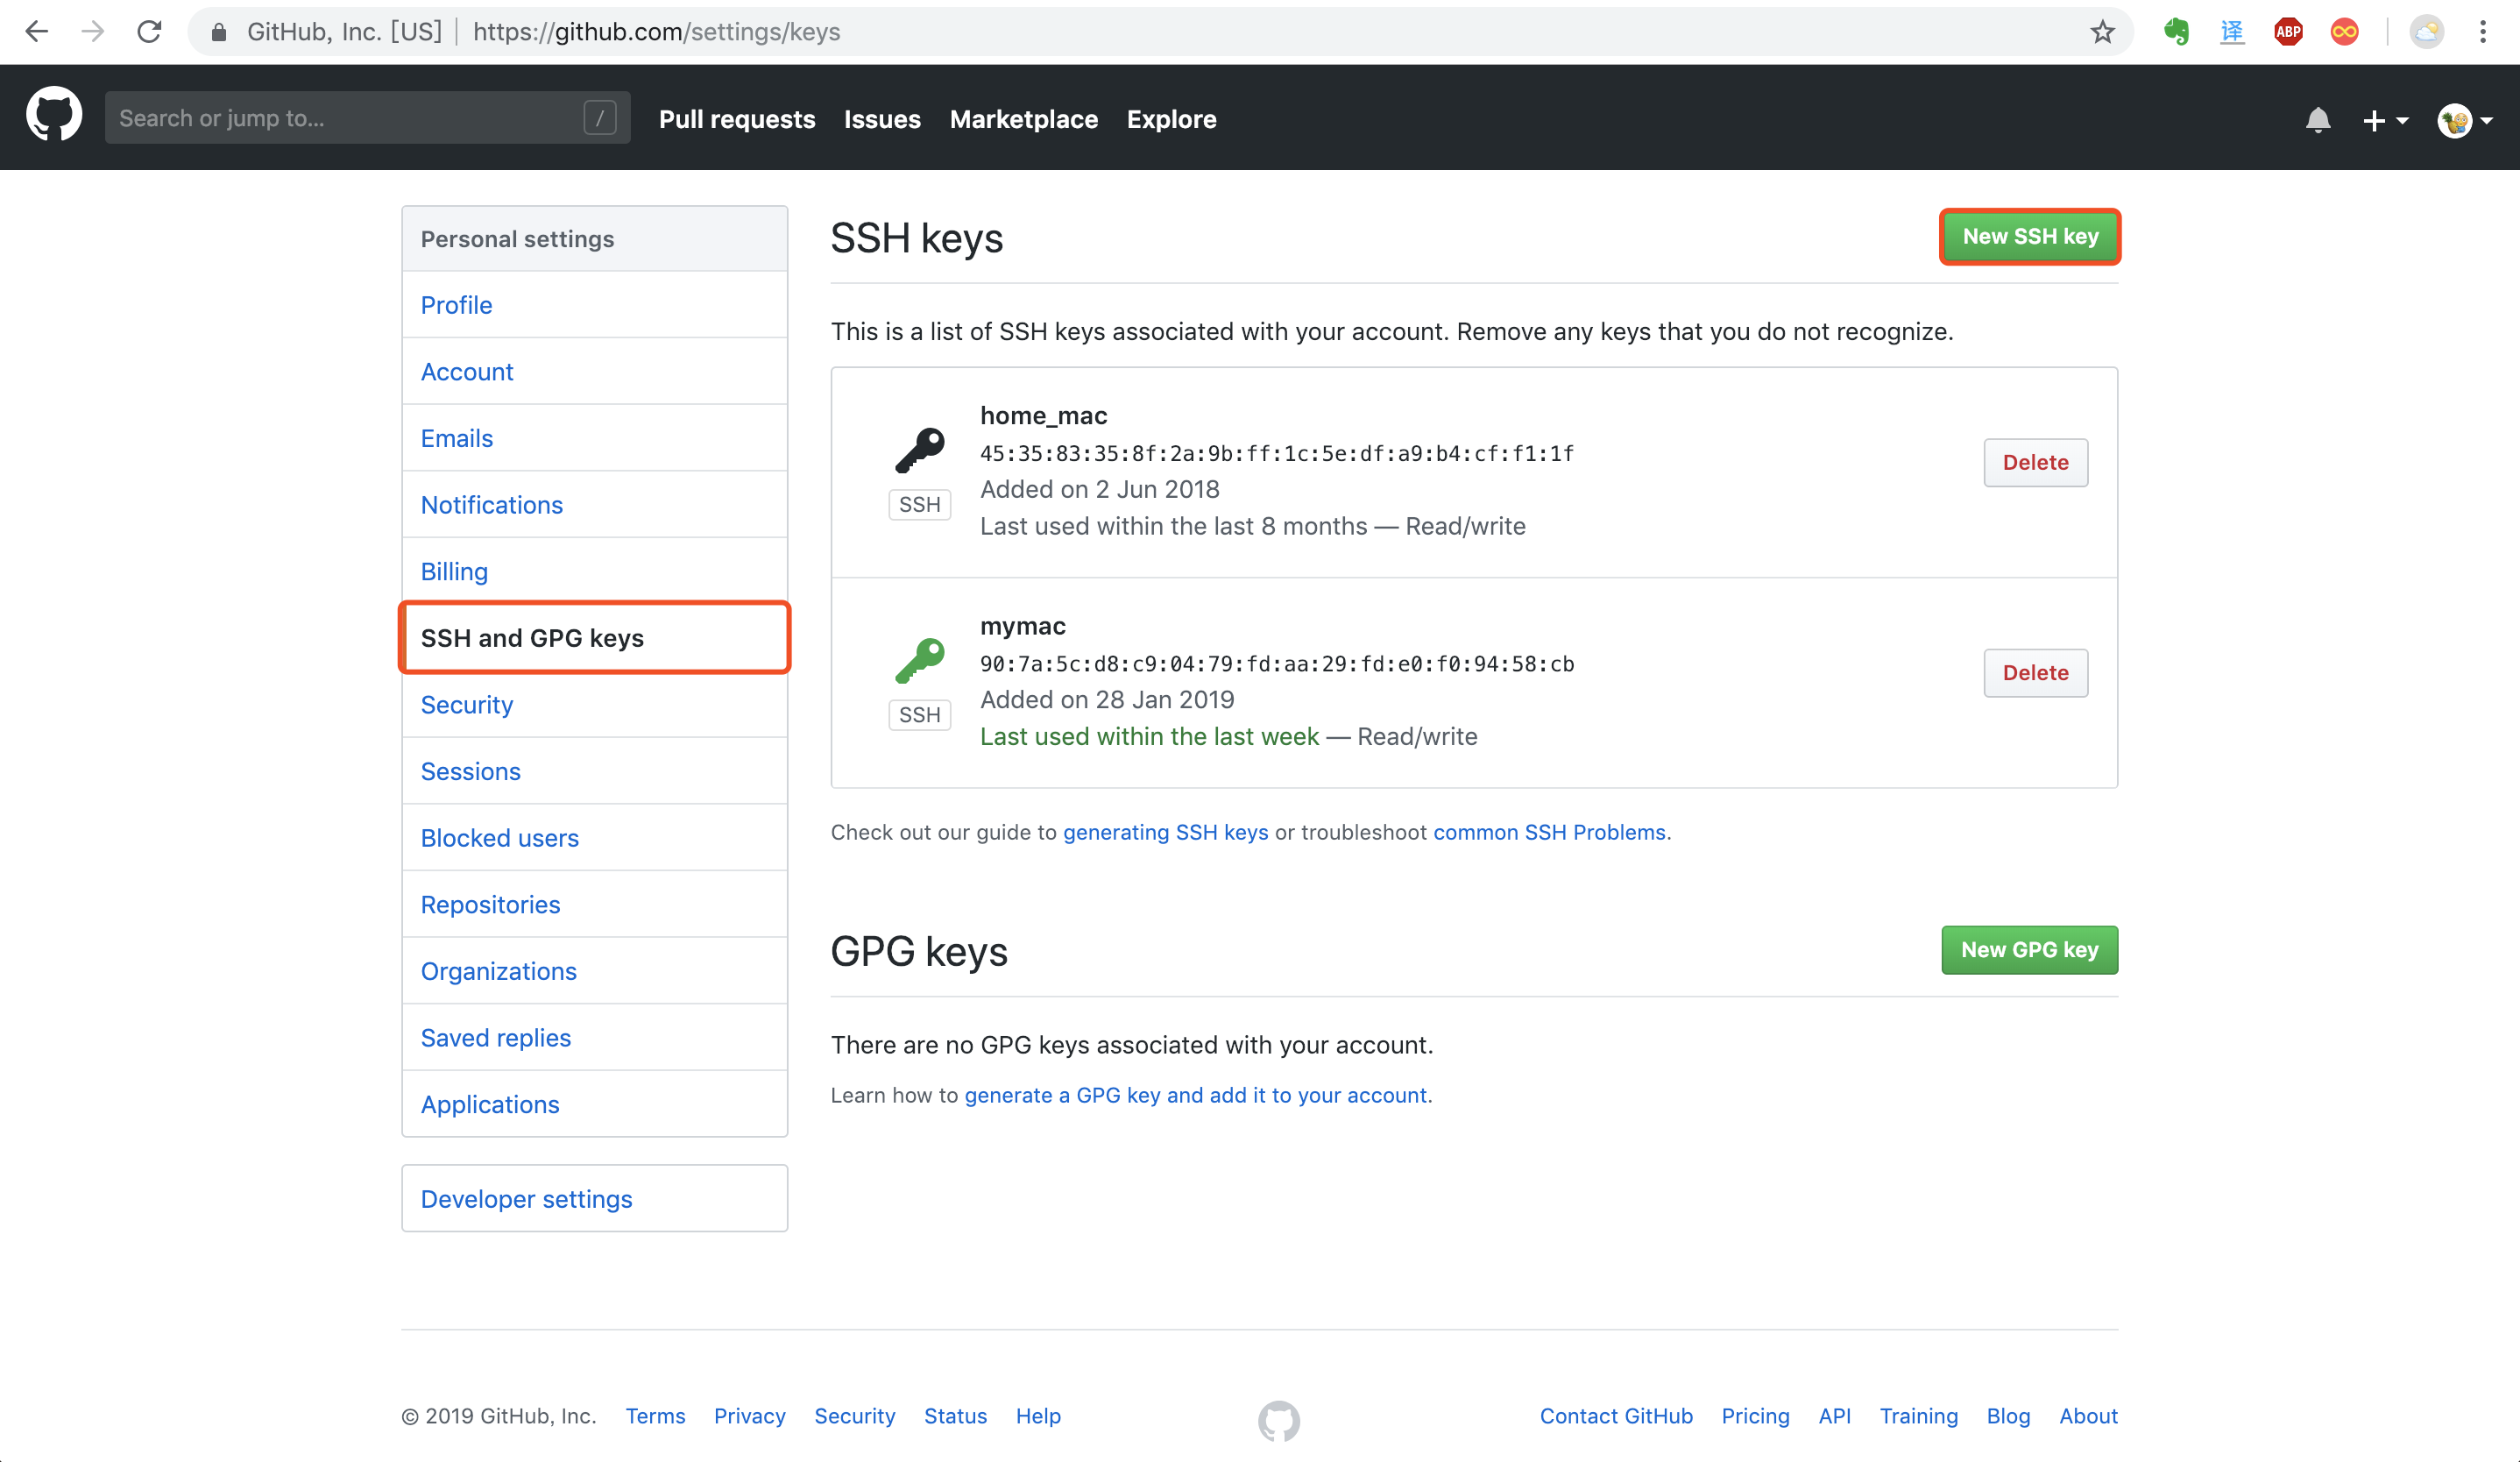 GitHub, Inc. [US] | https://github.com/settings/keys
译 ABP
Search or jump to... / Pull requests Issues Marketplace Explore
Personal settings
Profile
Account
Emails
Notifications
Billing
SSH and GPG keys
Security
Sessions
Blocked users
Repositories
Organizations
Saved replies
Applications
Developer settings
SSH keys
New SSH key
This is a list of SSH keys associated with your account. Remove any keys that you do not recognize.
home_mac
45:35:83:35:8f:2a:9b:ff:1c:5e:df:a9:b4:cf:f1:1f
Added on 2 Jun 2018
Last used within the last 8 months — Read/write
SSH
Delete
mymac
90:7a:5c:d8:c9:04:79:fd:aa:29:fd:e0:f0:94:58:cb
Added on 28 Jan 2019
Last used within the last week — Read/write
SSH
Delete
Check out our guide to generating SSH keys or troubleshoot common SSH Problems.
GPG keys
New GPG key
There are no GPG keys associated with your account.
Learn how to generate a GPG key and add it to your account.
© 2019 GitHub, Inc. Terms Privacy Security Status Help
Contact GitHub Pricing API Training Blog About